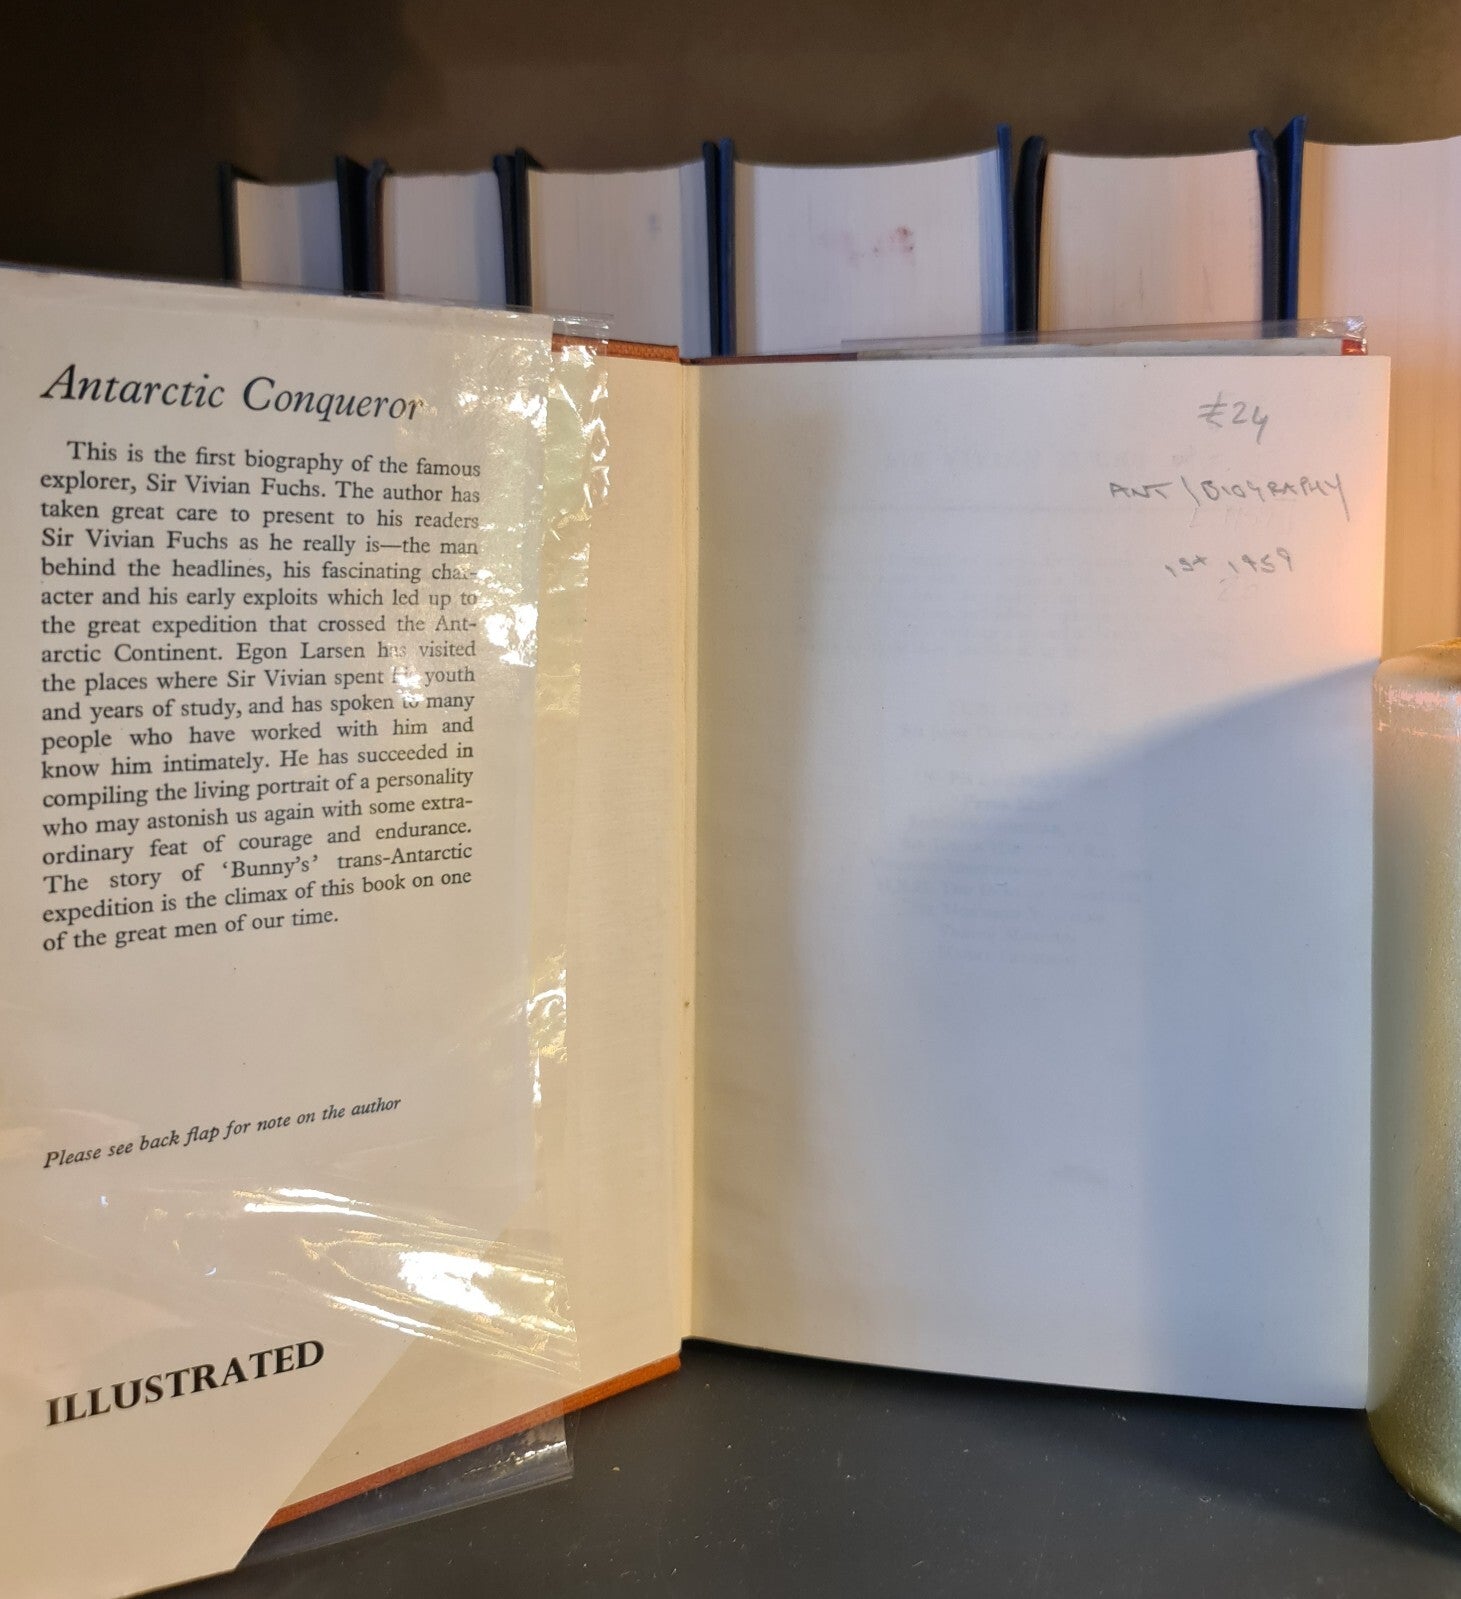 Antarctic Conqueror
This is the first biography of the famous
explorer, Sir Vivian Fuchs. The author has
taken great care to present to his readers
Sir Vivian Fuchs as he really is—the man
behind the headlines, his fascinating char-
acter and his early exploits which led up to
the great expedition that crossed the Ant-
arctic Continent. Egon Larsen has visited
the places where Sir Vivian spent his youth
and years of study, and has spoken to many
people who have worked with him and
know him intimately. He has succeeded in
compiling the living portrait of a personality
who may astonish us again with some extra-
ordinary feat of courage and endurance.
The story of ‘Bunny's’ trans-Antarctic
expedition is the climax of this book on one
of the great men of our time.
Please see back flap for note on the author
ILLUSTRATED
£24
ANT / BIOGRAPHY
1st 1959